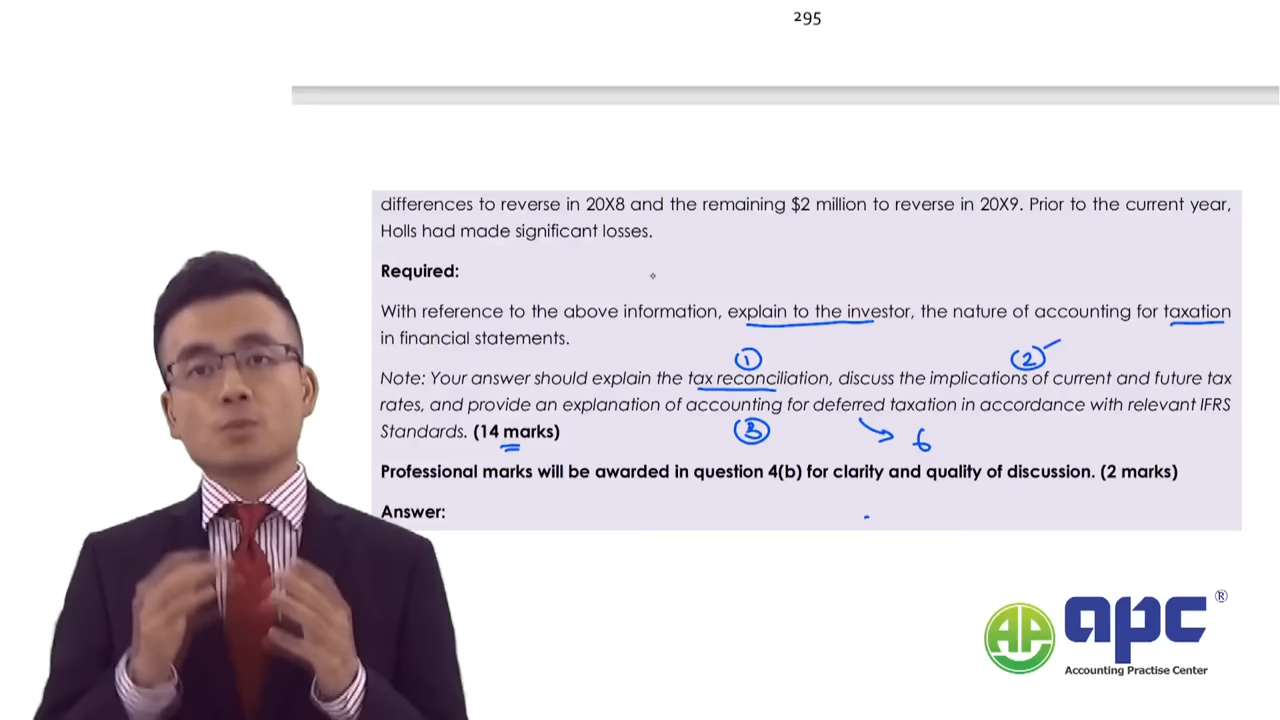 295
differences to reverse in 20X8 and the remaining $2 million to reverse in 20X9. Prior to the current year,
Holls had made significant losses.
Required:
With reference to the above information, explain to the investor, the nature of accounting for taxation
in financial statements.
1 2
Note: Your answer should explain the tax reconciliation, discuss the implications of current and future tax
rates, and provide an explanation of accounting for deferred taxation in accordance with relevant IFRS
Standards. (14 marks)
3 6
Professional marks will be awarded in question 4(b) for clarity and quality of discussion. (2 marks)
Answer:
AP apc ®
Accounting Practise Center